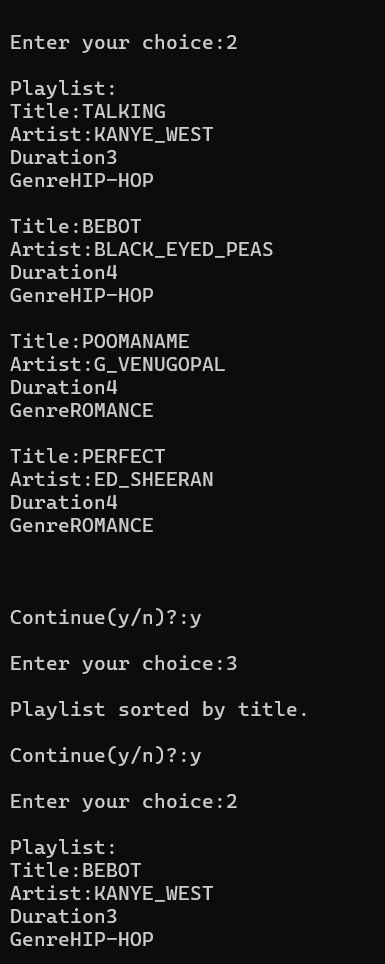 Enter your choice:2
Playlist:
Title:TALKING
Artist:KANYE_WEST
Duration3
GenreHIP-HOP
Title:BEBOT
Artist:BLACK_EYED_PEAS
Duration4
GenreHIP-HOP
Title:POOMANAME
Artist:G_VENUGOPAL
Duration4
GenreROMANCE
Title:PERFECT
Artist:ED_SHEERAN
Duration4
GenreROMANCE
Continue(y/n)?:y
Enter your choice:3
Playlist sorted by title.
Continue(y/n)?:y
Enter your choice:2
Playlist:
Title:BEBOT
Artist:KANYE_WEST
Duration3
GenreHIP-HOP